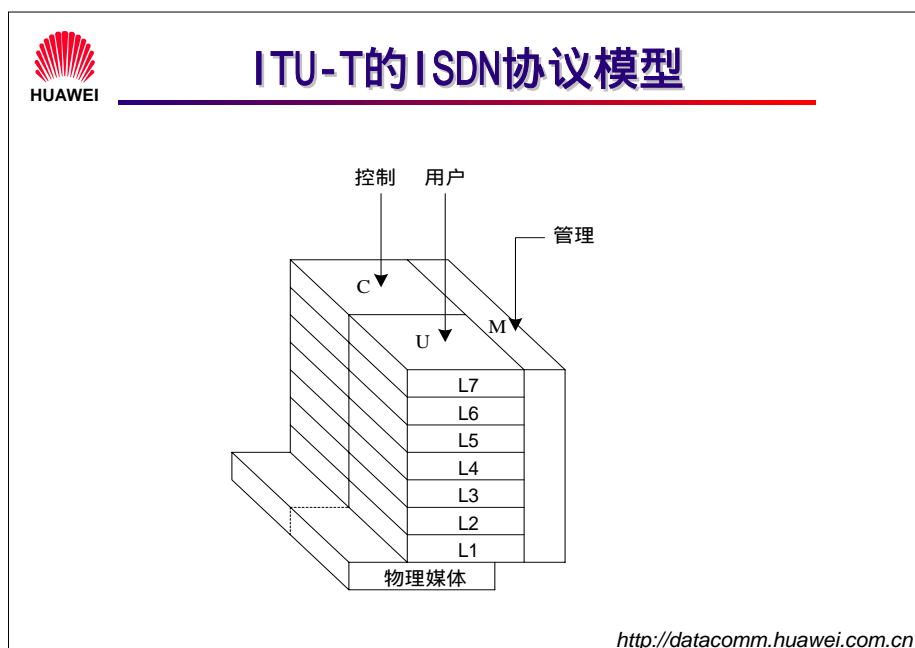 HUAWEI
ITU-T的ISDN协议模型
控制 用户
管理
C
U
M
L7
L6
L5
L4
L3
L2
L1
物理媒体
http://datacomm.huawei.com.cn